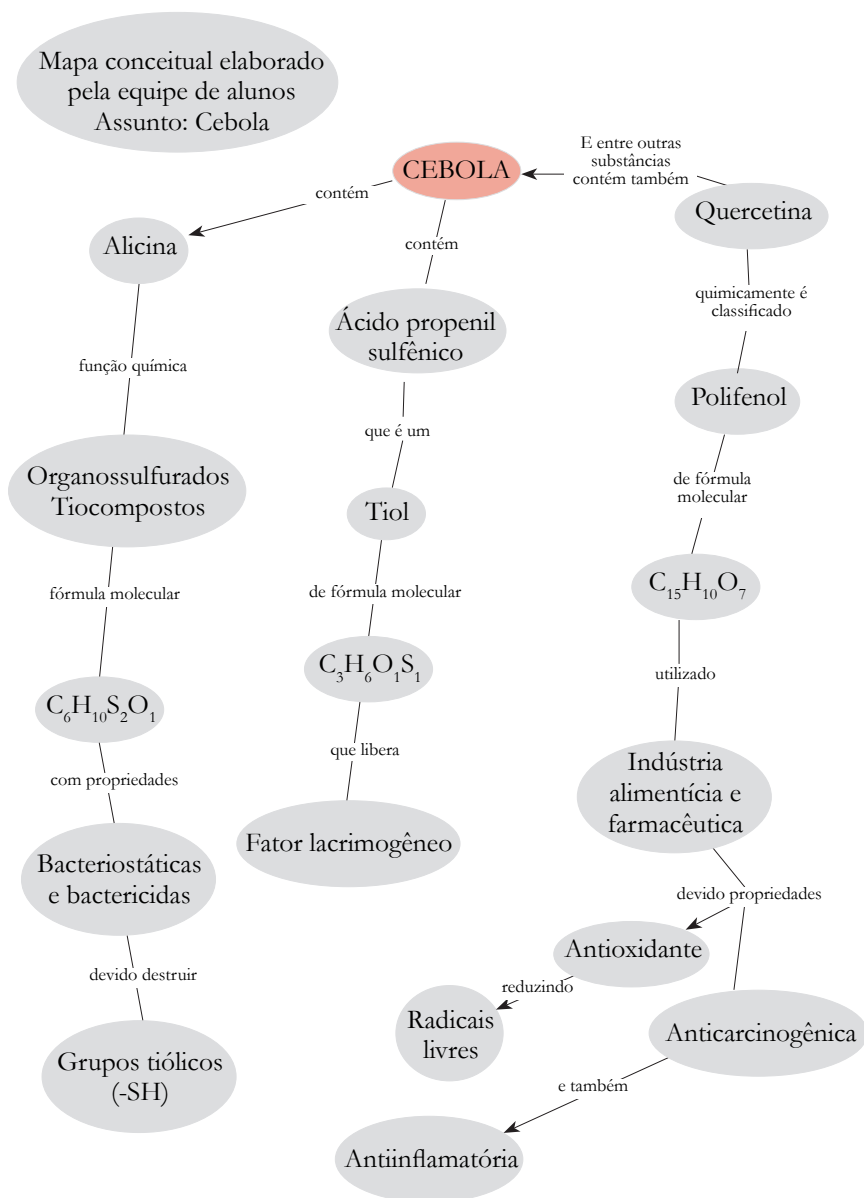 Mapa conceitual elaborado
pela equipe de alunos
Assunto: Cebola
CEBOLA
E entre outras
substâncias
contém também
Quercetina
contém
Alicina
contém
Ácido propenil
sulfênico
quimicamente é
classificado
função química
Polifenol
que é um
Organossulfurados
Tiocompostos
de fórmula
molecular
Tiol
fórmula molecular
de fórmula molecular
C₁₅H₁₀O₇
C₃H₆O₁S₁
utilizado
C₆H₁₀S₂O₁
que libera
com propriedades
Indústria
alimentícia e
farmacêutica
Fator lacrimogêneo
Bacteriostáticas
e bactericidas
devido propriedades
Antioxidante
devido destruir
reduzindo
Radicais
livres
Anticarcinogênica
Grupos tiólicos
(-SH)
e também
Antiinflamatória